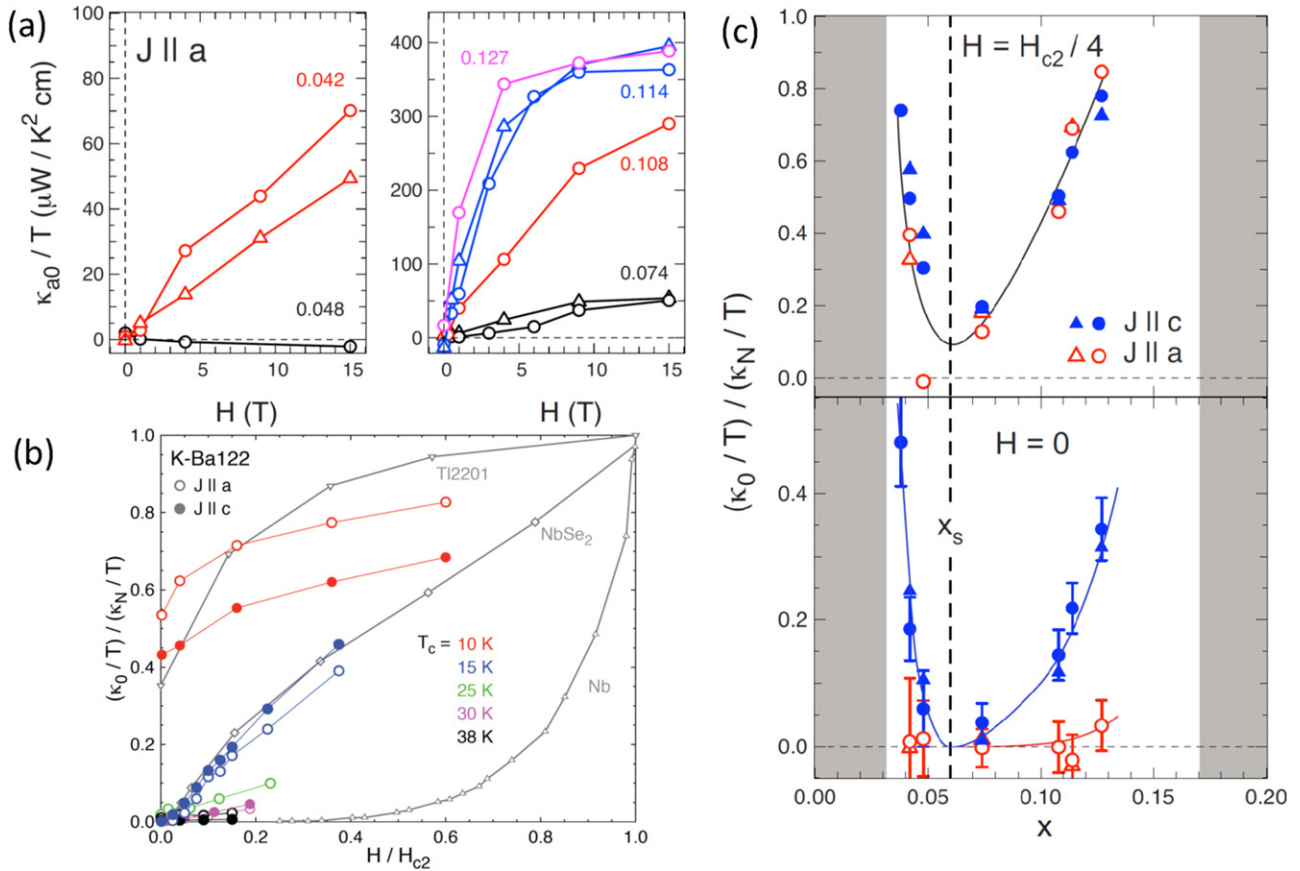 (a)
J || a
κa0 / T (μW / K² cm)
100
80
60
40
20
0
0.042
0.048
0
5
10
15
H (T)
400
300
200
100
0
0.127
0.114
0.108
0.074
0
5
10
15
H (T)
(b)
(κ0 / T) / (κN / T)
1.0
0.8
0.6
0.4
0.2
0.0
K-Ba122
J || a
J || c
Tl2201
NbSe2
Nb
Tc = 10 K
15 K
25 K
30 K
38 K
0.0
0.2
0.4
0.6
0.8
1.0
H / Hc2
(c)
(κ0 / T) / (κN / T)
1.0
0.8
0.6
0.4
0.2
0.0
H = Hc2 / 4
J || c
J || a
0.4
0.2
0.0
H = 0
xs
0.00
0.05
0.10
0.15
0.20
x